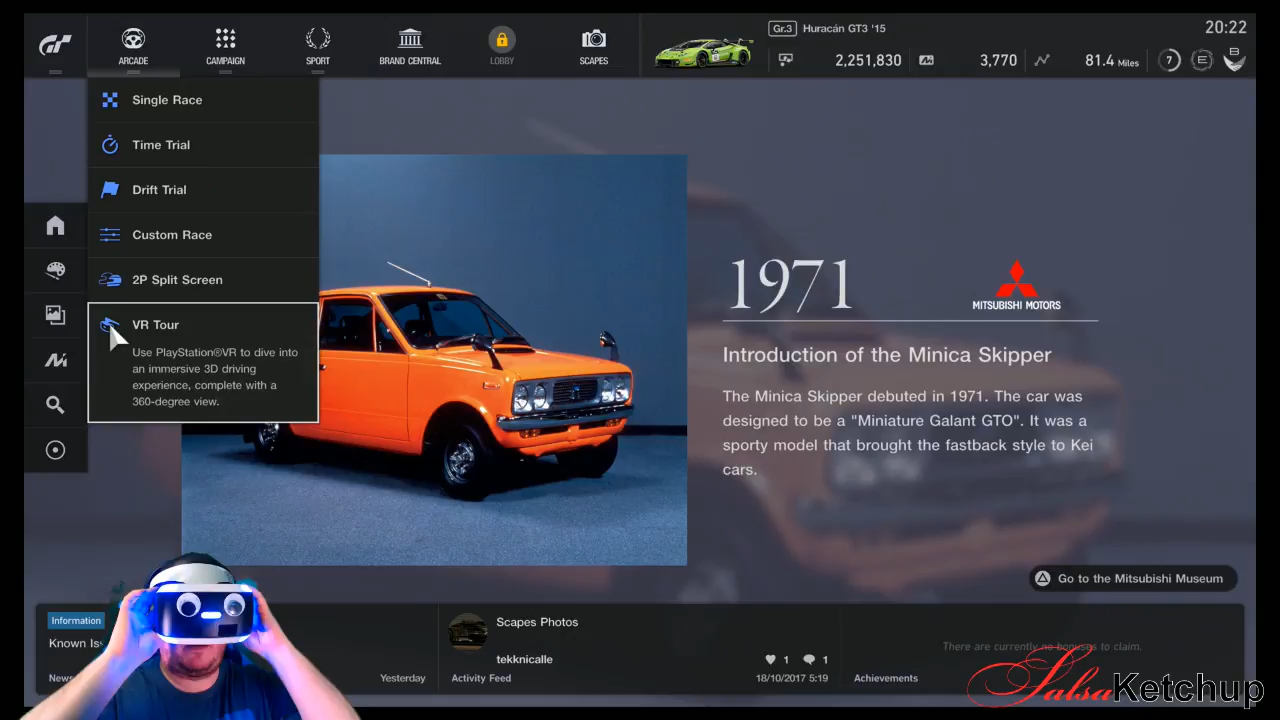 GT
ARCADE
CAMPAIGN
SPORT
BRAND CENTRAL
LOBBY
SCAPES
Gr.3 Huracán GT3 '15
2,251,830
3,770
81.4 Miles
7
E
B
20:22
Single Race
Time Trial
Drift Trial
Custom Race
2P Split Screen
VR Tour
Use PlayStation®VR to dive into
an immersive 3D driving
experience, complete with a
360-degree view.
1971
MITSUBISHI MOTORS
Introduction of the Minica Skipper
The Minica Skipper debuted in 1971. The car was
designed to be a "Miniature Galant GTO". It was a
sporty model that brought the fastback style to Kei
cars.
Go to the Mitsubishi Museum
Information
Known Is
News
Yesterday
Scapes Photos
tekknicalle
1
1
Activity Feed
18/10/2017 5:19
There are currently no bonuses to claim.
Achievements
SalsaKetchup